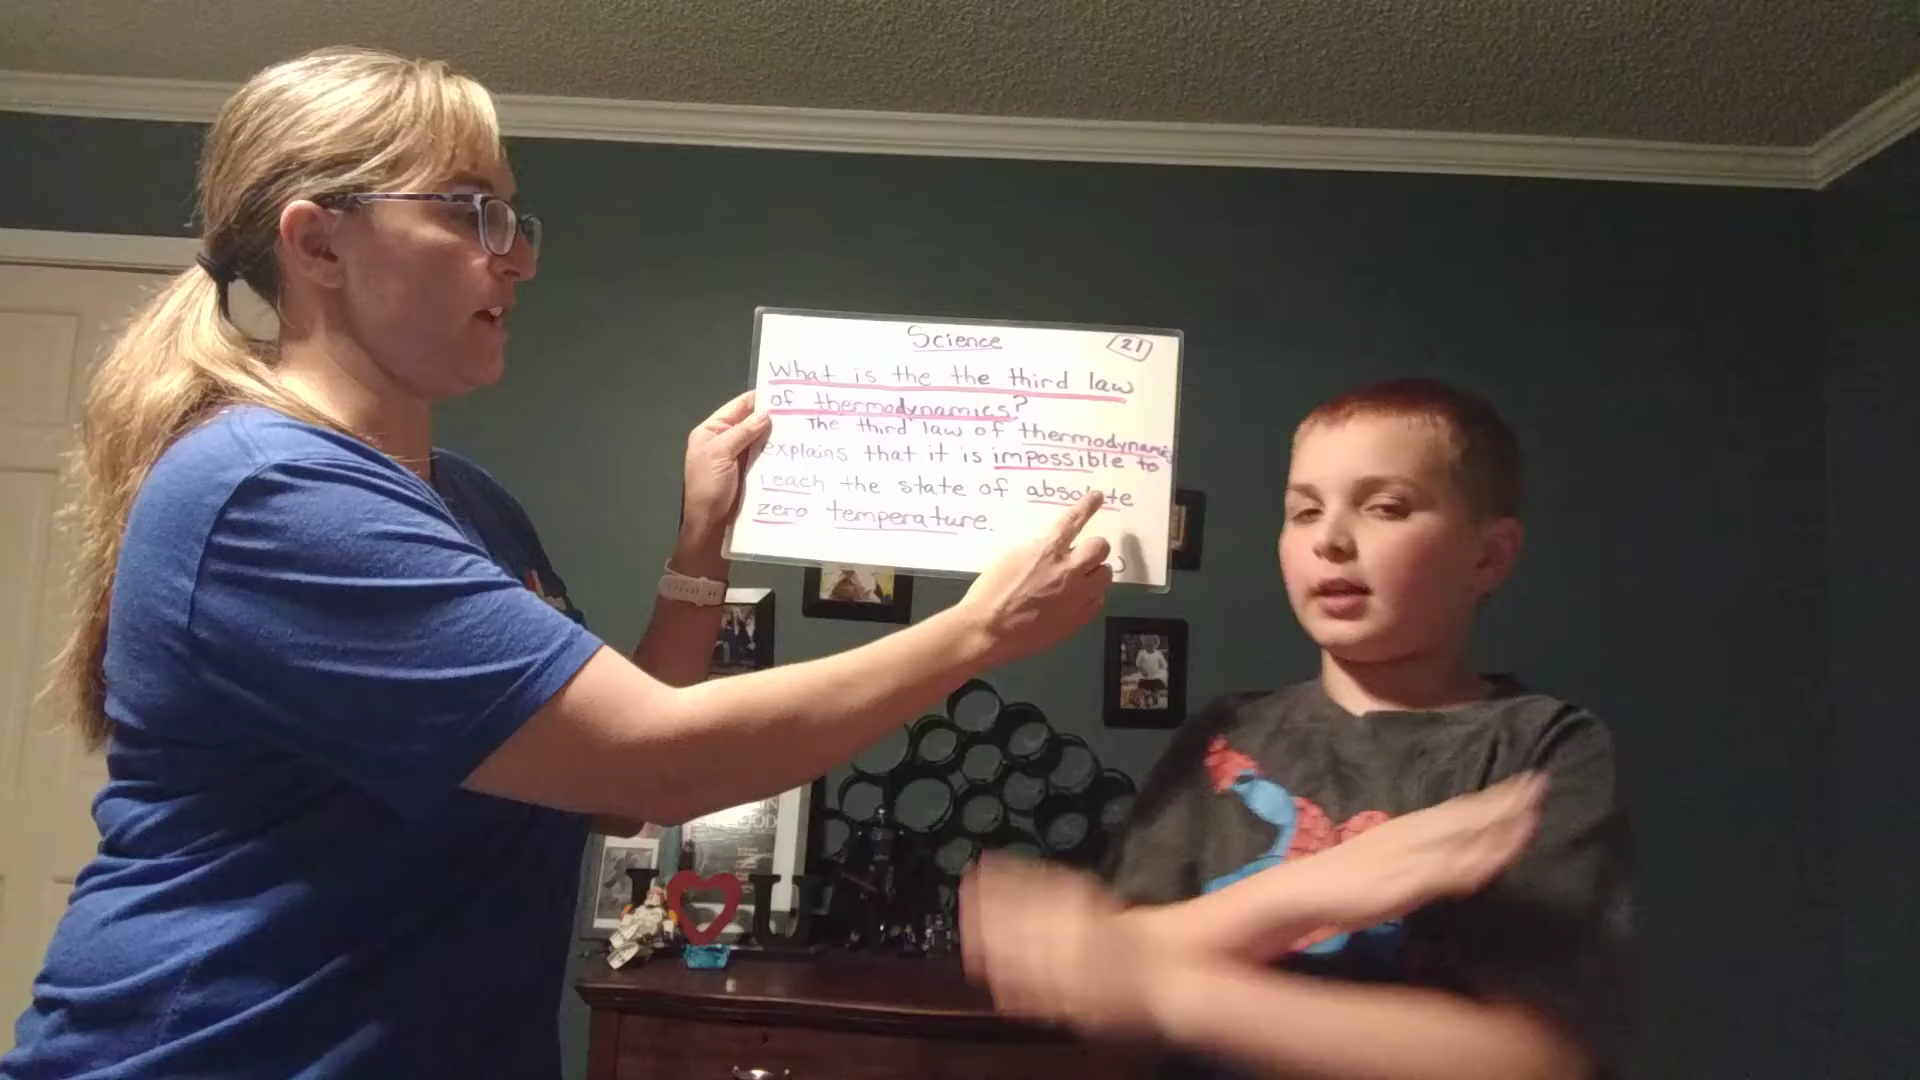 Science
21
What is the the third law
of thermodynamics?
The third law of thermodynamics
explains that it is impossible to
reach the state of absolute
zero temperature.
I U